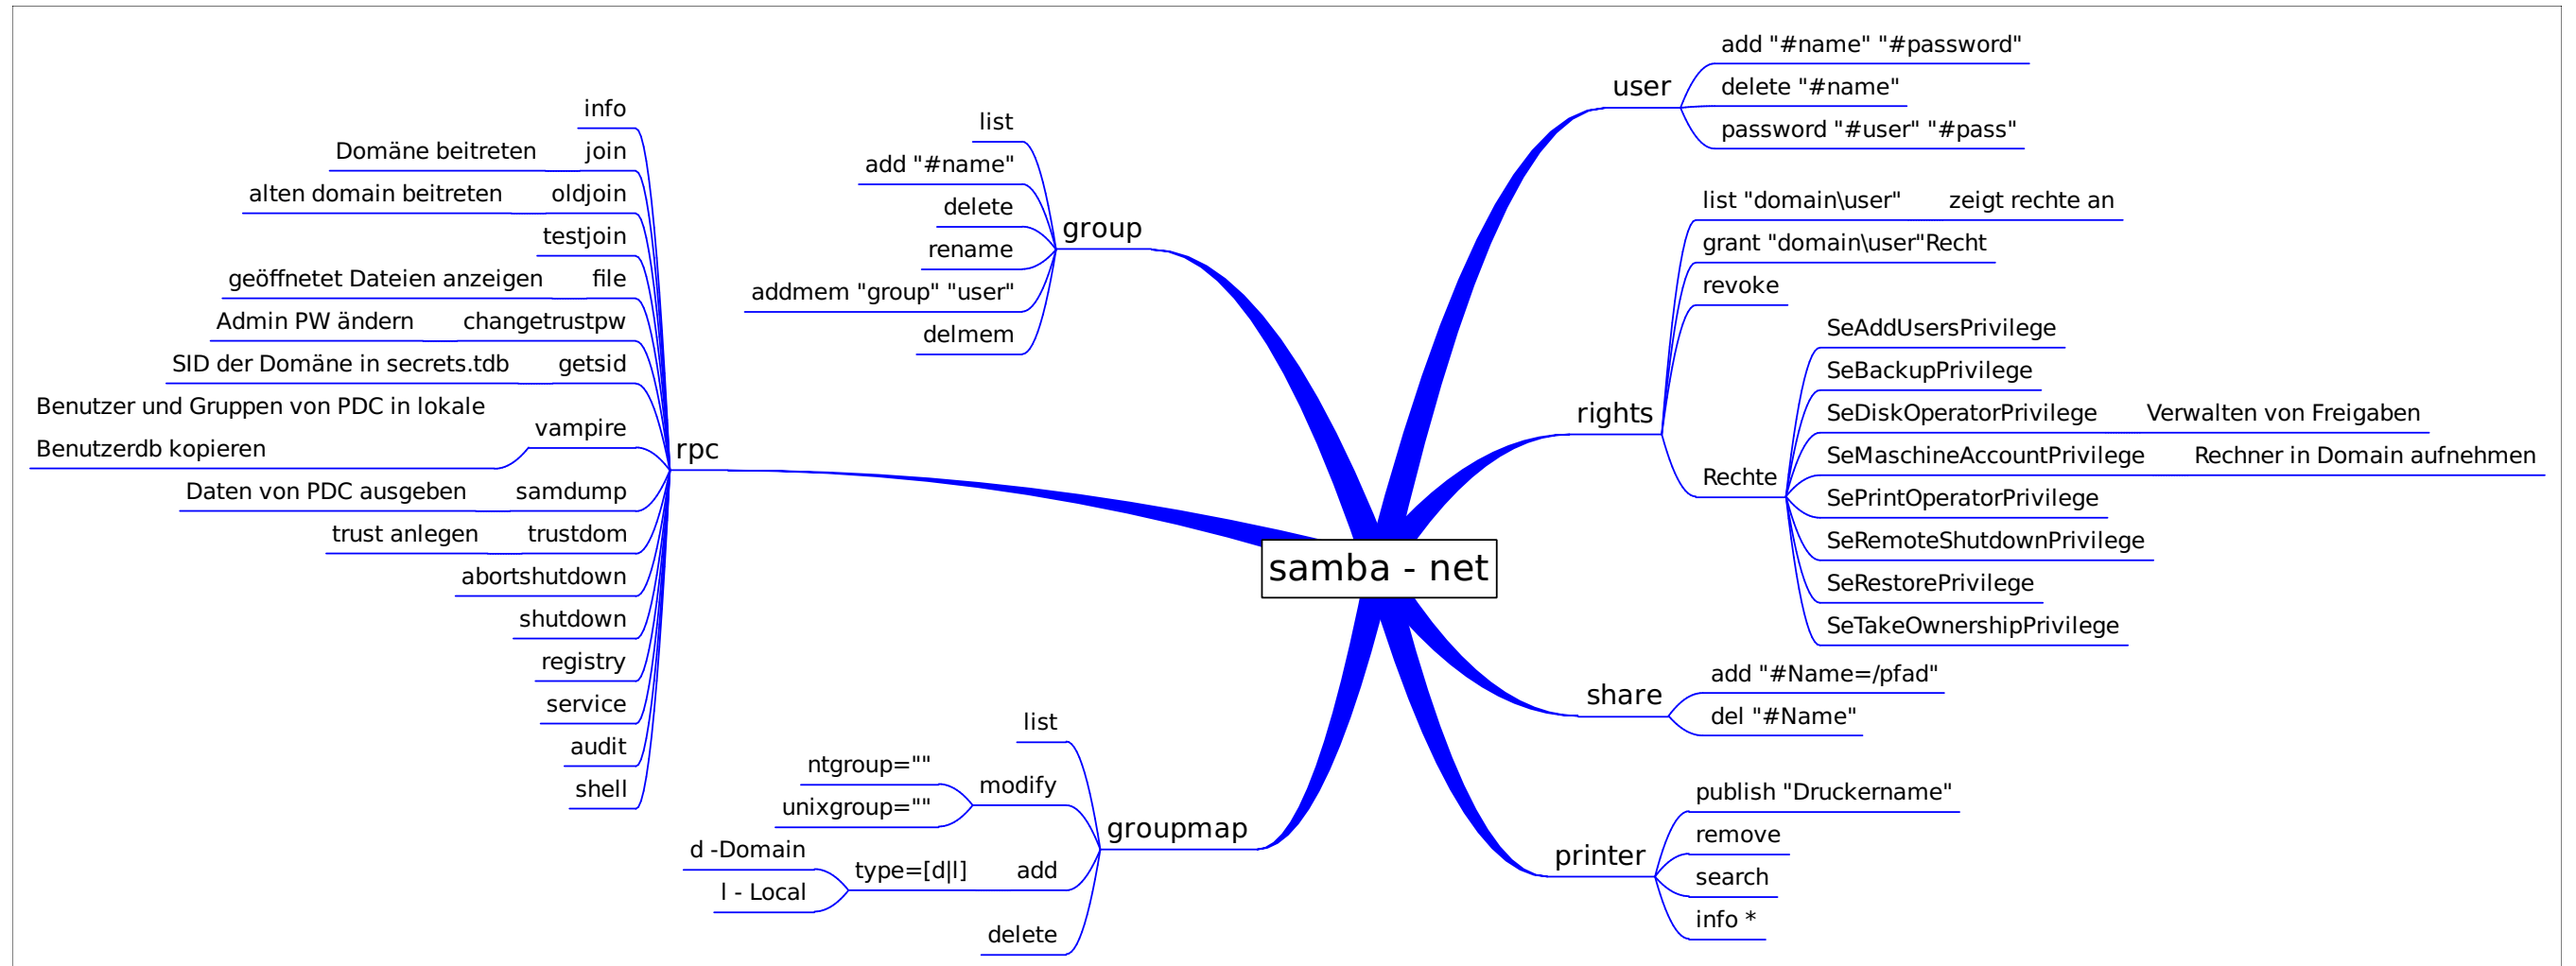 samba - net
user
add "#name" "#password"
delete "#name"
password "#user" "#pass"
rights
list "domain\user" zeigt rechte an
grant "domain\user"Recht
revoke
Rechte
SeAddUsersPrivilege
SeBackupPrivilege
SeDiskOperatorPrivilege Verwalten von Freigaben
SeMaschineAccountPrivilege Rechner in Domain aufnehmen
SePrintOperatorPrivilege
SeRemoteShutdownPrivilege
SeRestorePrivilege
SeTakeOwnershipPrivilege
share
add "#Name=/pfad"
del "#Name"
printer
publish "Druckername"
remove
search
info *
group
list
add "#name"
delete
rename
addmem "group" "user"
delmem
rpc
info
Domäne beitreten join
alten domain beitreten oldjoin
testjoin
geöffnetet Dateien anzeigen file
Admin PW ändern changetrustpw
SID der Domäne in secrets.tdb getsid
Benutzer und Gruppen von PDC in lokale
Benutzerdb kopieren
vampire
Daten von PDC ausgeben samdump
trust anlegen trustdom
abortshutdown
shutdown
registry
service
audit
shell
groupmap
list
modify
ntgroup=""
unixgroup=""
type=[d|l] add
d -Domain
l - Local
delete